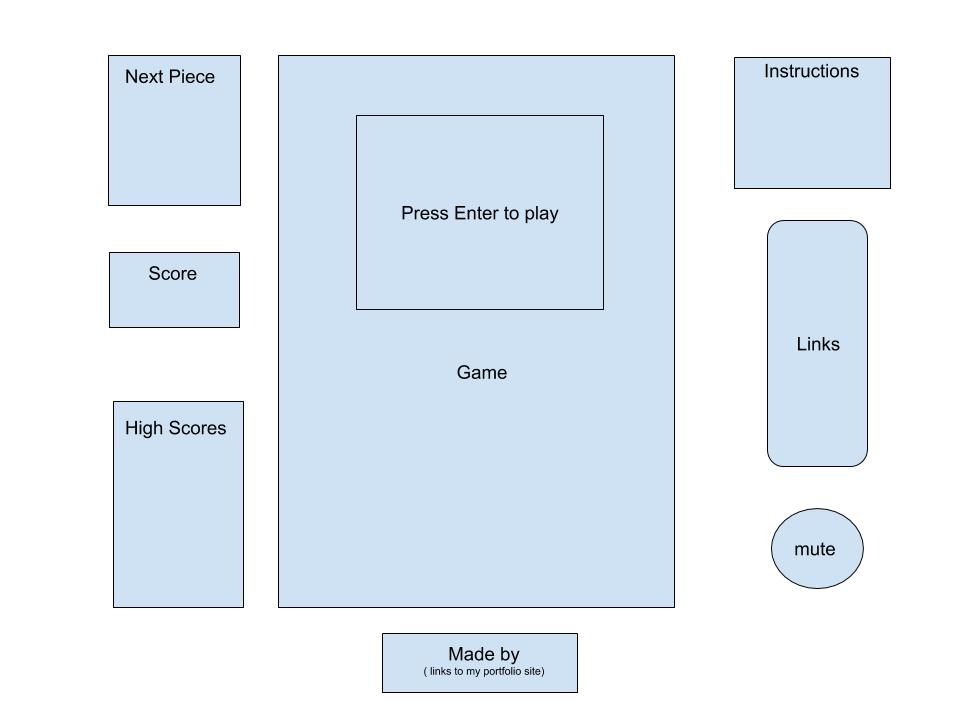 Next Piece
Score
High Scores
Press Enter to play
Game
Instructions
Links
mute
Made by
( links to my portfolio site)